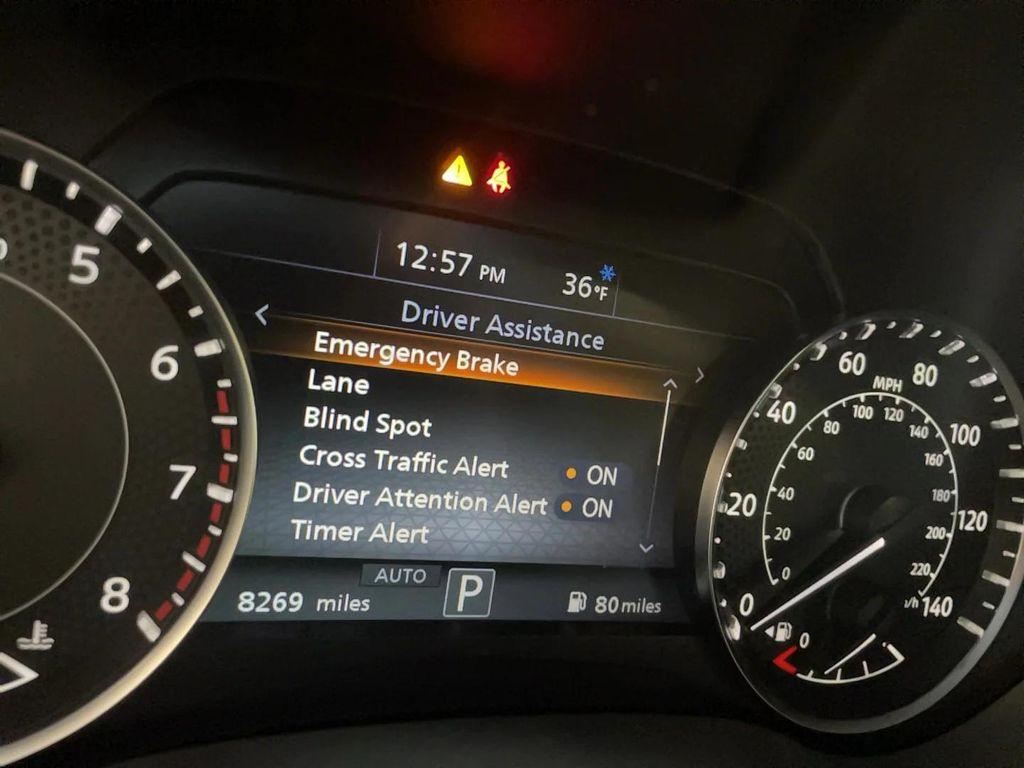 12:57 PM 36°F
< Driver Assistance >
Emergency Brake
Lane
Blind Spot
Cross Traffic Alert ON
Driver Attention Alert ON
Timer Alert
AUTO P
8269 miles 80 miles
5
6
7
8
MPH
0
20
40
60
80
100
120
140
0
20
40
60
80
100
120
140
160
180
200
220
0